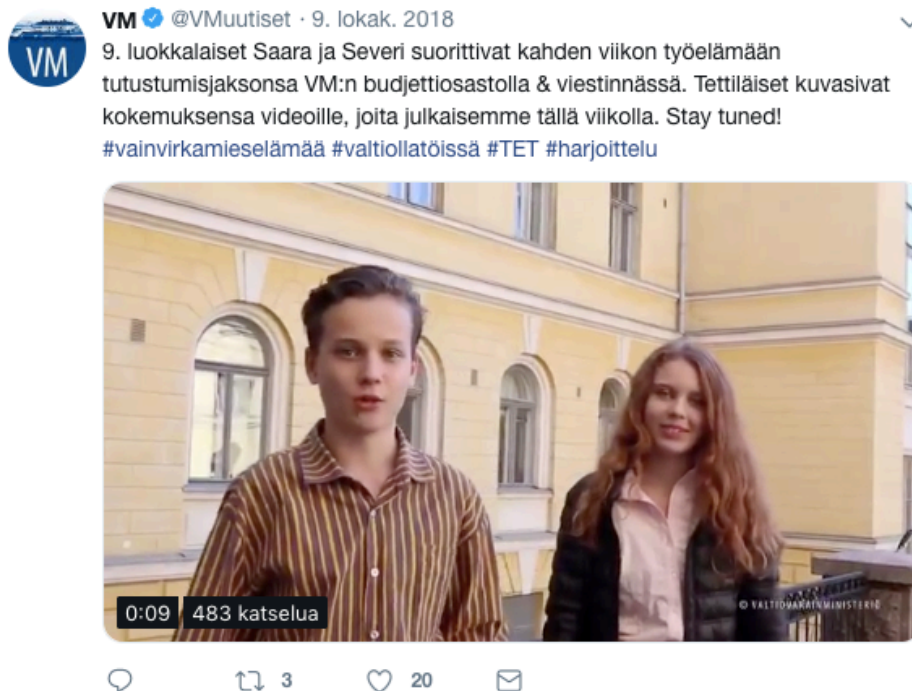 VM @VMuutiset · 9. lokak. 2018
VM
9. luokkalaiset Saara ja Severi suorittivat kahden viikon työelämään
tutustumisjaksonsa VM:n budjettiosastolla & viestinnässä. Tettiläiset kuvasivat
kokemuksensa videoille, joita julkaisemme tällä viikolla. Stay tuned!
#vainvirkamieselämää #valtiollatöissä #TET #harjoittelu
0:09 483 katselua
© VALTIOVARAINMINISTERIÖ
3 20